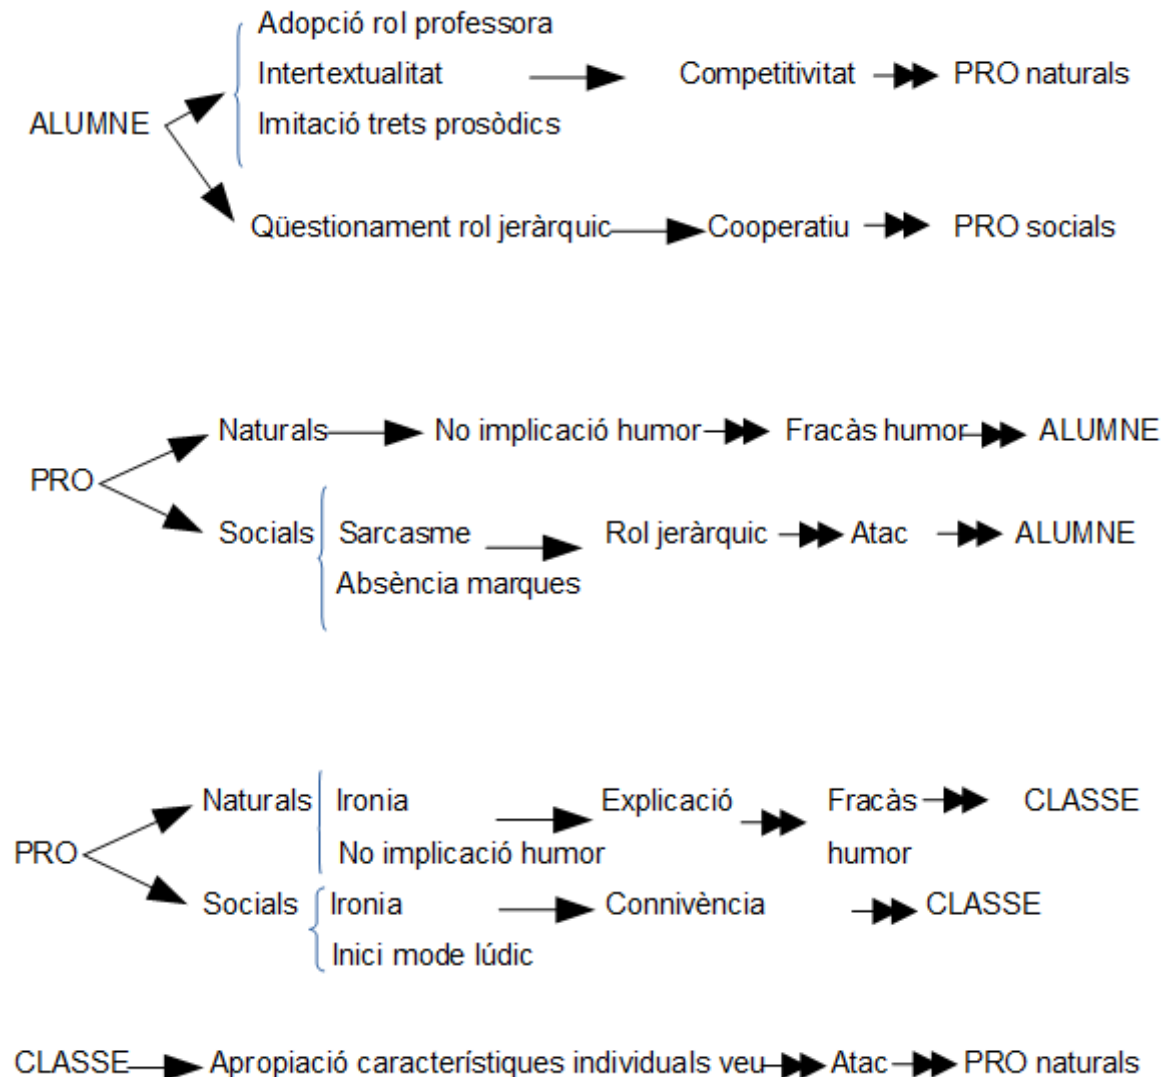 Adopció rol professora
Intertextualitat Competitivitat PRO naturals
ALUMNE Imitació trets prosòdics
Qüestionament rol jeràrquic Cooperatiu PRO socials
Naturals No implicació humor Fracàs humor ALUMNE
PRO
Socials Sarcasme Rol jeràrquic Atac ALUMNE
Absència marques
Naturals Ironia Explicació Fracàs CLASSE
PRO No implicació humor humor
Socials Ironia Connivència CLASSE
Inici mode lúdic
CLASSE Apropiació característiques individuals veu Atac PRO naturals